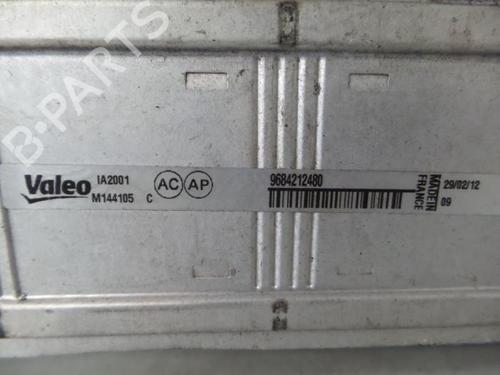 B-PARTS
Valeo
IA2001
M144105 C
AC AP
9684212480
MADE IN
FRANCE
29/02/12
09